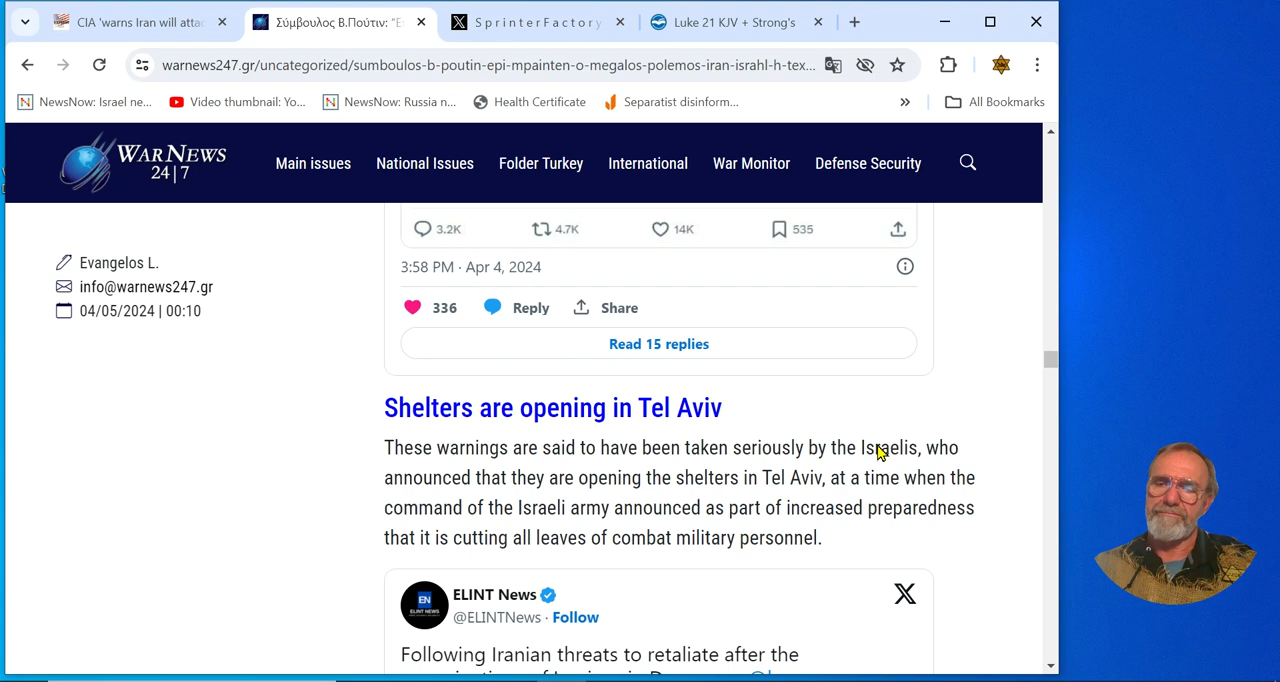 CIA 'warns Iran will attac
Σύμβουλος Β.Πούτιν: "Ε
SprinterFactory
Luke 21 KJV + Strong's
warnews247.gr/uncategorized/sumboulos-b-poutin-epi-mpainten-o-megalos-polemos-iran-israhl-h-tex...
NewsNow: Israel ne...
Video thumbnail: Yo...
NewsNow: Russia n...
Health Certificate
Separatist disinform...
All Bookmarks
WARNEWS
24|7
Main issues
National Issues
Folder Turkey
International
War Monitor
Defense Security
Evangelos L.
info@warnews247.gr
04/05/2024 | 00:10
3.2K 4.7K 14K 535
3:58 PM · Apr 4, 2024
336 Reply Share
Read 15 replies
Shelters are opening in Tel Aviv
These warnings are said to have been taken seriously by the Israelis, who
announced that they are opening the shelters in Tel Aviv, at a time when the
command of the Israeli army announced as part of increased preparedness
that it is cutting all leaves of combat military personnel.
EN
ELINT NEWS
ELINT News
@ELINTNews · Follow
Following Iranian threats to retaliate after the